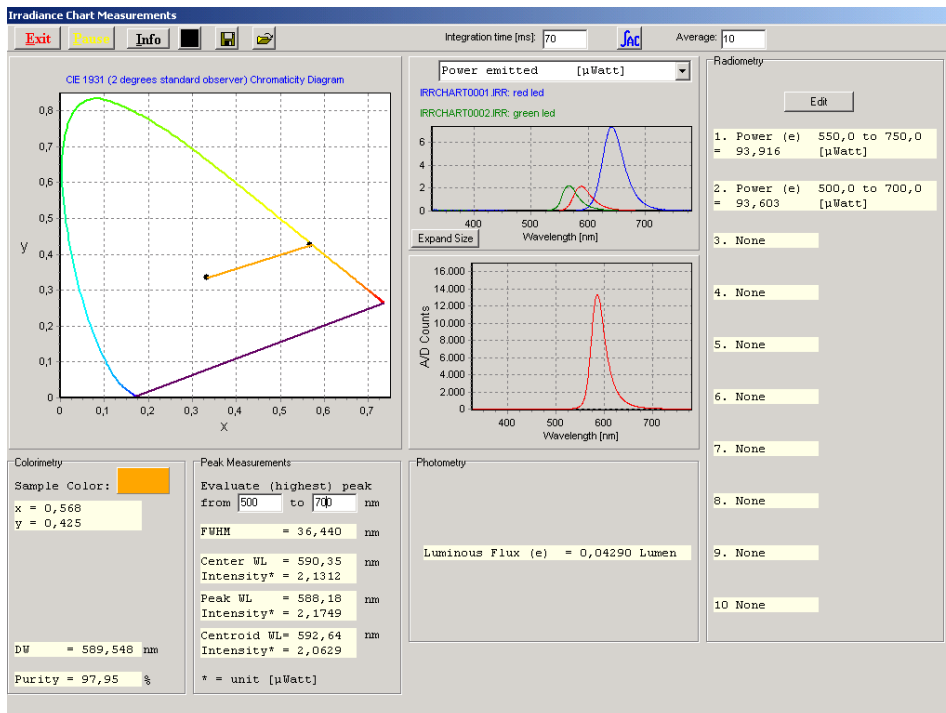 Irradiance Chart Measurements
Exit Pause Info Integration time [ms]: 70 SAC Average: 10
CIE 1931 (2 degrees standard observer) Chromaticity Diagram
0,8
0,6
0,6
0,5
0,4
0,3
0,2
0,1
0
y
0 0,1 0,2 0,3 0,4 0,5 0,6 0,7
x
Power emitted [µWatt]
IRRCHART0001.IRR: red led
IRRCHART0002.IRR: green led
6
4
2
0
400 500 600 700
Wavelength [nm]
Expand Size
16.000
14.000
12.000
10.000
8.000
6.000
4.000
2.000
0
A/D Counts
400 500 600 700
Wavelength [nm]
Radiometry
Edit
1. Power (e) 550,0 to 750,0
= 93,916 [µWatt]
2. Power (e) 500,0 to 700,0
= 93,603 [µWatt]
3. None
4. None
5. None
6. None
7. None
8. None
9. None
10 None
Colorimetry
Sample Color:
x = 0,568
y = 0,425
DW = 589,548 nm
Purity = 97,95 %
Peak Measurements
Evaluate (highest) peak
from 500 to 700 nm
FWHM = 36,440 nm
Center WL = 590,35 nm
Intensity* = 2,1312
Peak WL = 588,18 nm
Intensity* = 2,1749
Centroid WL= 592,64 nm
Intensity* = 2,0629
* = unit [µWatt]
Photometry
Luminous Flux (e) = 0,04290 Lumen